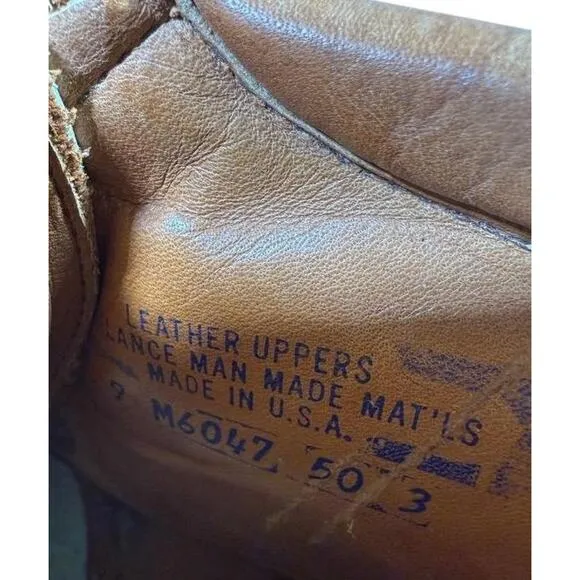 LEATHER UPPERS
LANCE MAN MADE MAT'LS
MADE IN U.S.A.
? M6047 50 3